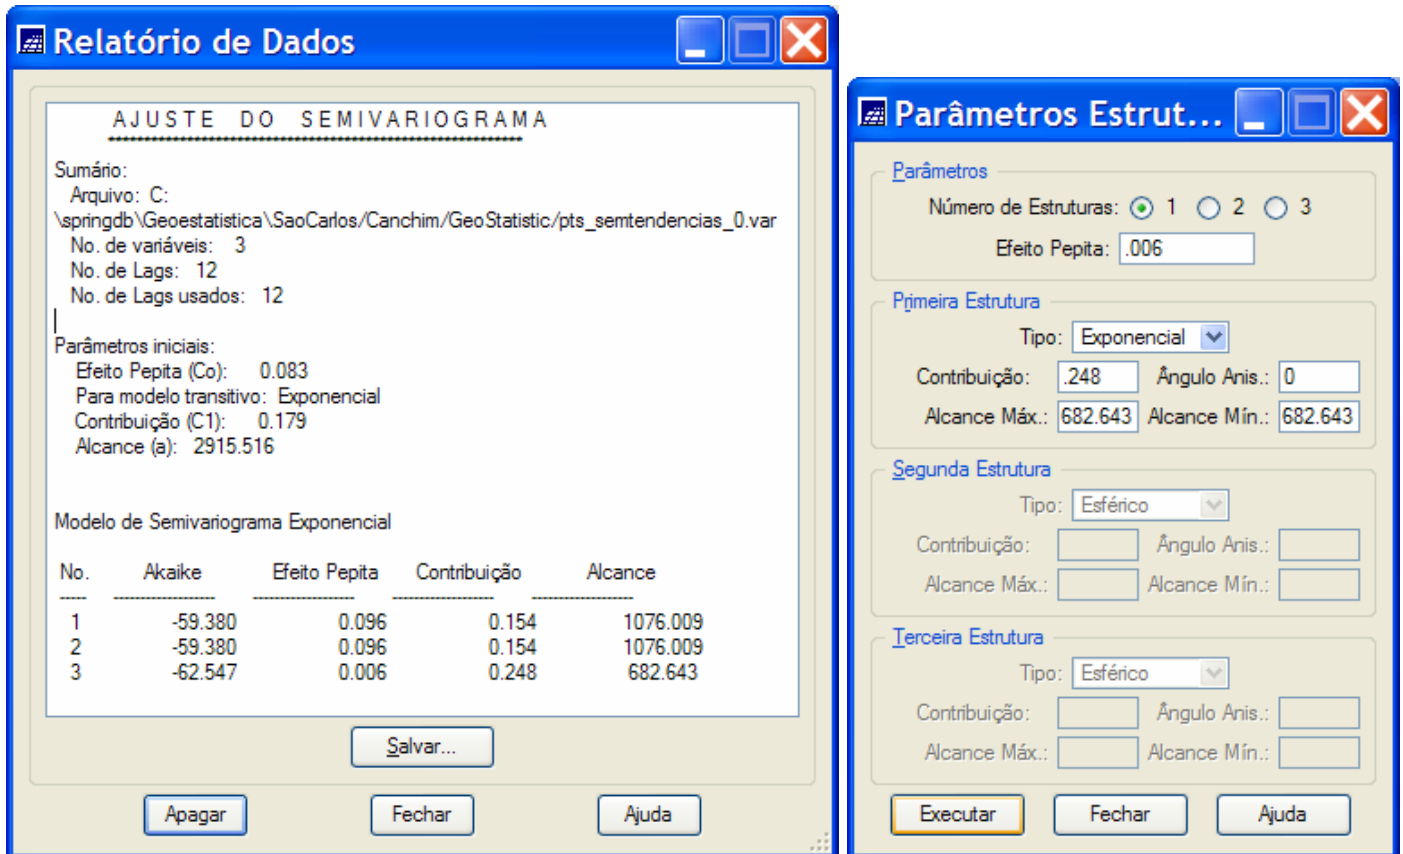 Relatório de Dados
AJUSTE DO SEMIVARIOGRAMA
Sumário:
Arquivo: C:
\springdb\Geoestatistica\SaoCarlos/Canchim/GeoStatistic/pts_semtendencias_0.var
No. de variáveis: 3
No. de Lags: 12
No. de Lags usados: 12
Parâmetros iniciais:
Efeito Pepita (Co): 0.083
Para modelo transitivo: Exponencial
Contribuição (C1): 0.179
Alcance (a): 2915.516
Modelo de Semivariograma Exponencial
No. Akaike Efeito Pepita Contribuição Alcance
1 -59.380 0.096 0.154 1076.009
2 -59.380 0.096 0.154 1076.009
3 -62.547 0.006 0.248 682.643
Salvar...
Apagar Fechar Ajuda
Parâmetros Estrut...
Parâmetros
Número de Estruturas: 1 2 3
Efeito Pepita: .006
Primeira Estrutura
Tipo: Exponencial
Contribuição: .248 Ângulo Anis.: 0
Alcance Máx.: 682.643 Alcance Mín.: 682.643
Segunda Estrutura
Tipo: Esférico
Contribuição: Ângulo Anis.:
Alcance Máx.: Alcance Mín.:
Terceira Estrutura
Tipo: Esférico
Contribuição: Ângulo Anis.:
Alcance Máx.: Alcance Mín.:
Executar Fechar Ajuda